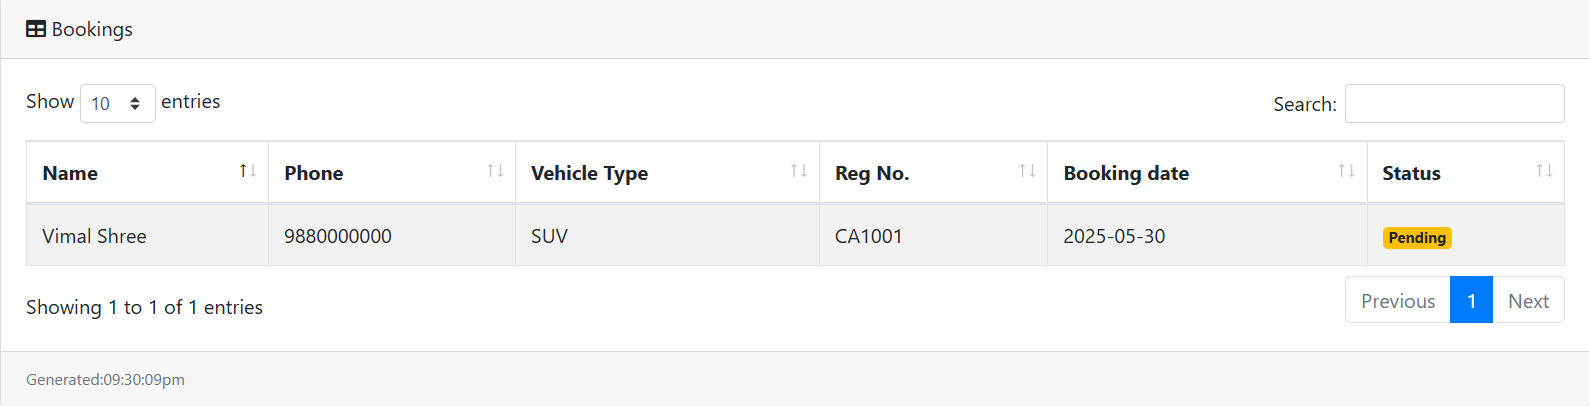 Bookings
Show 10 entries
Search:
Name Phone Vehicle Type Reg No. Booking date Status
Vimal Shree 9880000000 SUV CA1001 2025-05-30 Pending
Showing 1 to 1 of 1 entries
Previous 1 Next
Generated:09:30:09pm